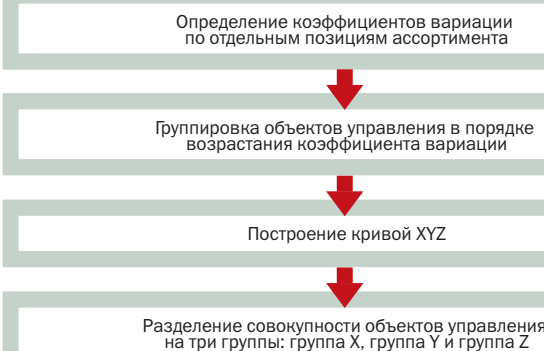 Определение коэффициентов вариации
по отдельным позициям ассортимента
Группировка объектов управления в порядке
возрастания коэффициента вариации
Построение кривой XYZ
Разделение совокупности объектов управления
на три группы: группа X, группа Y и группа Z